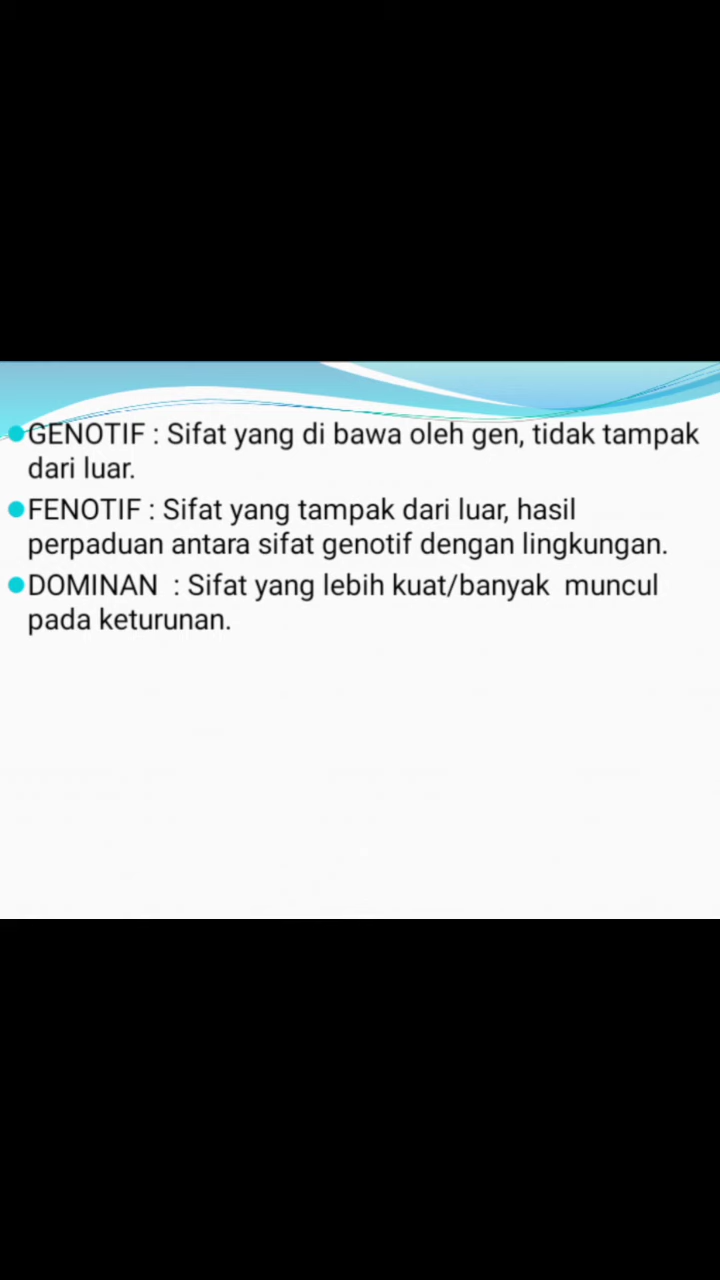 GENOTIF : Sifat yang di bawa oleh gen, tidak tampak
dari luar.
FENOTIF : Sifat yang tampak dari luar, hasil
perpaduan antara sifat genotif dengan lingkungan.
DOMINAN  : Sifat yang lebih kuat/banyak  muncul
pada keturunan.